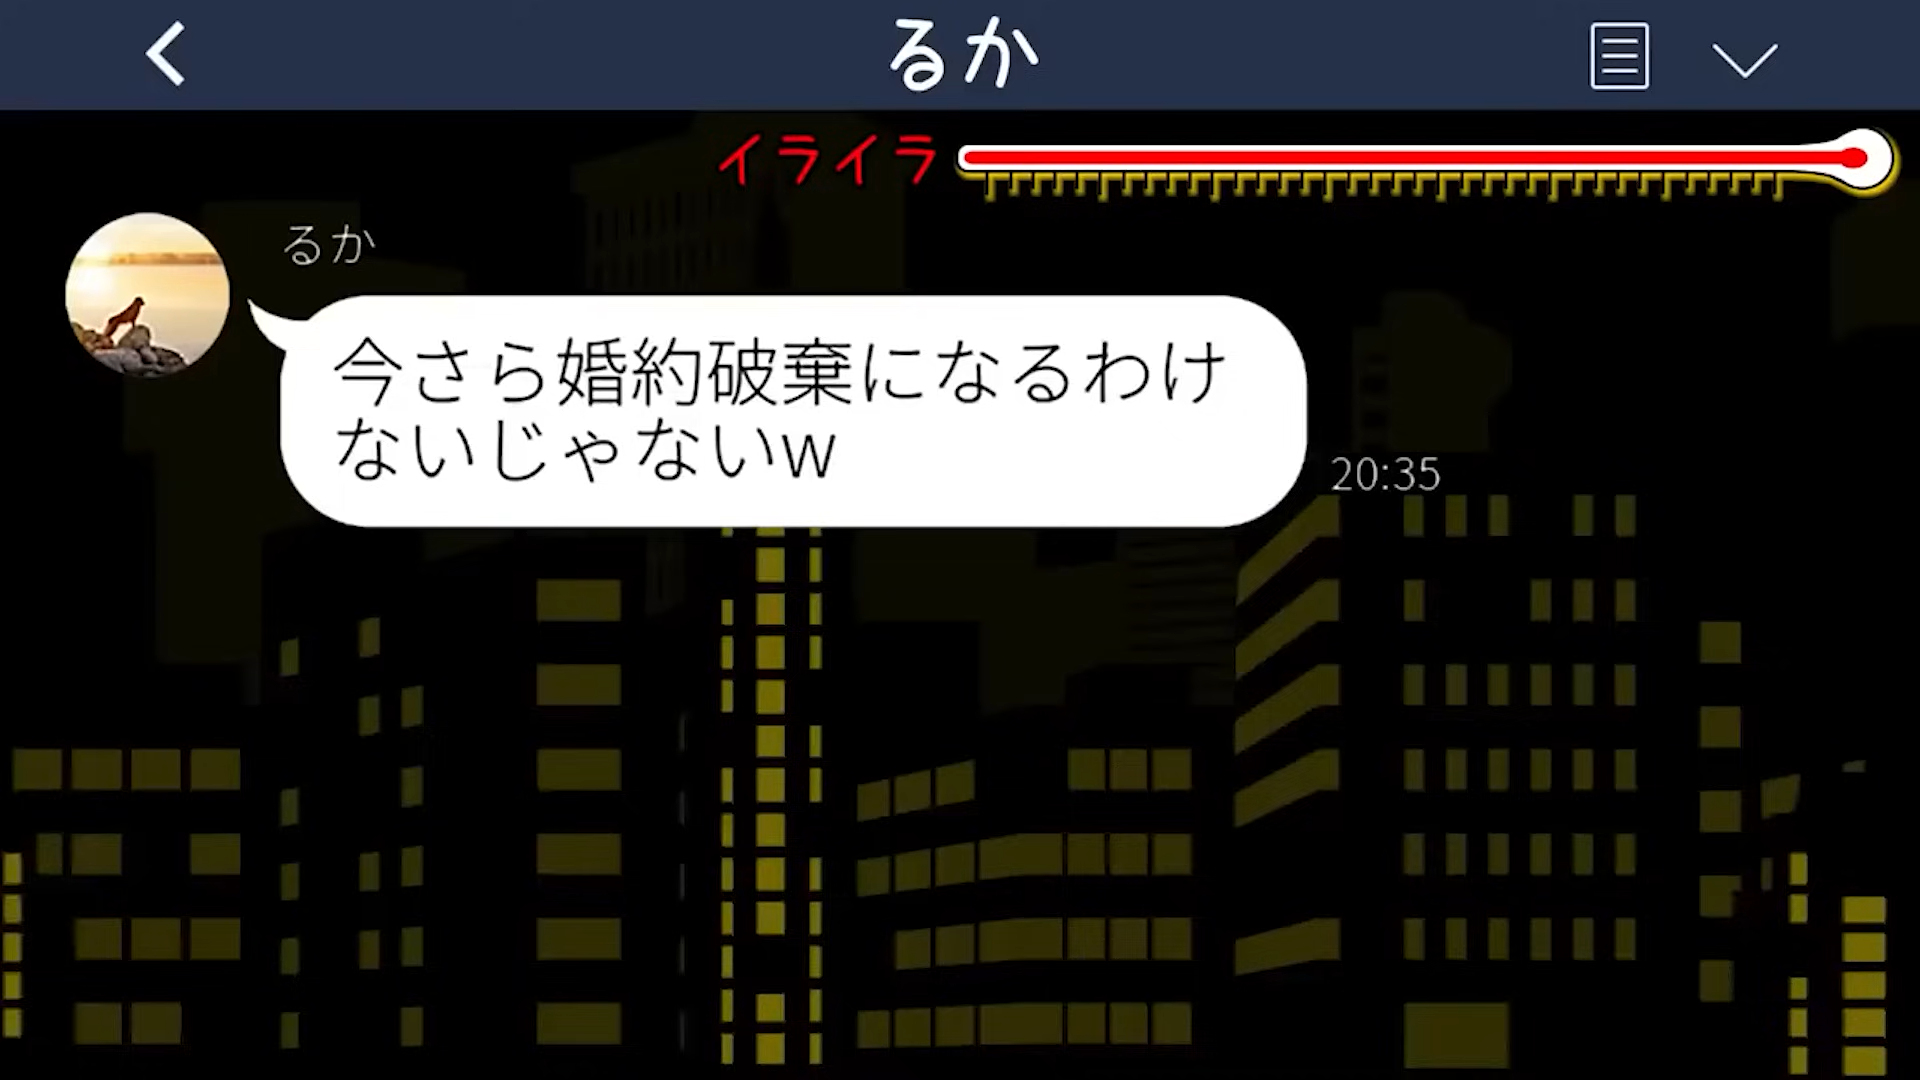 るか
イライラ
るか
今さら婚約破棄になるわけ
ないじゃないw
20:35